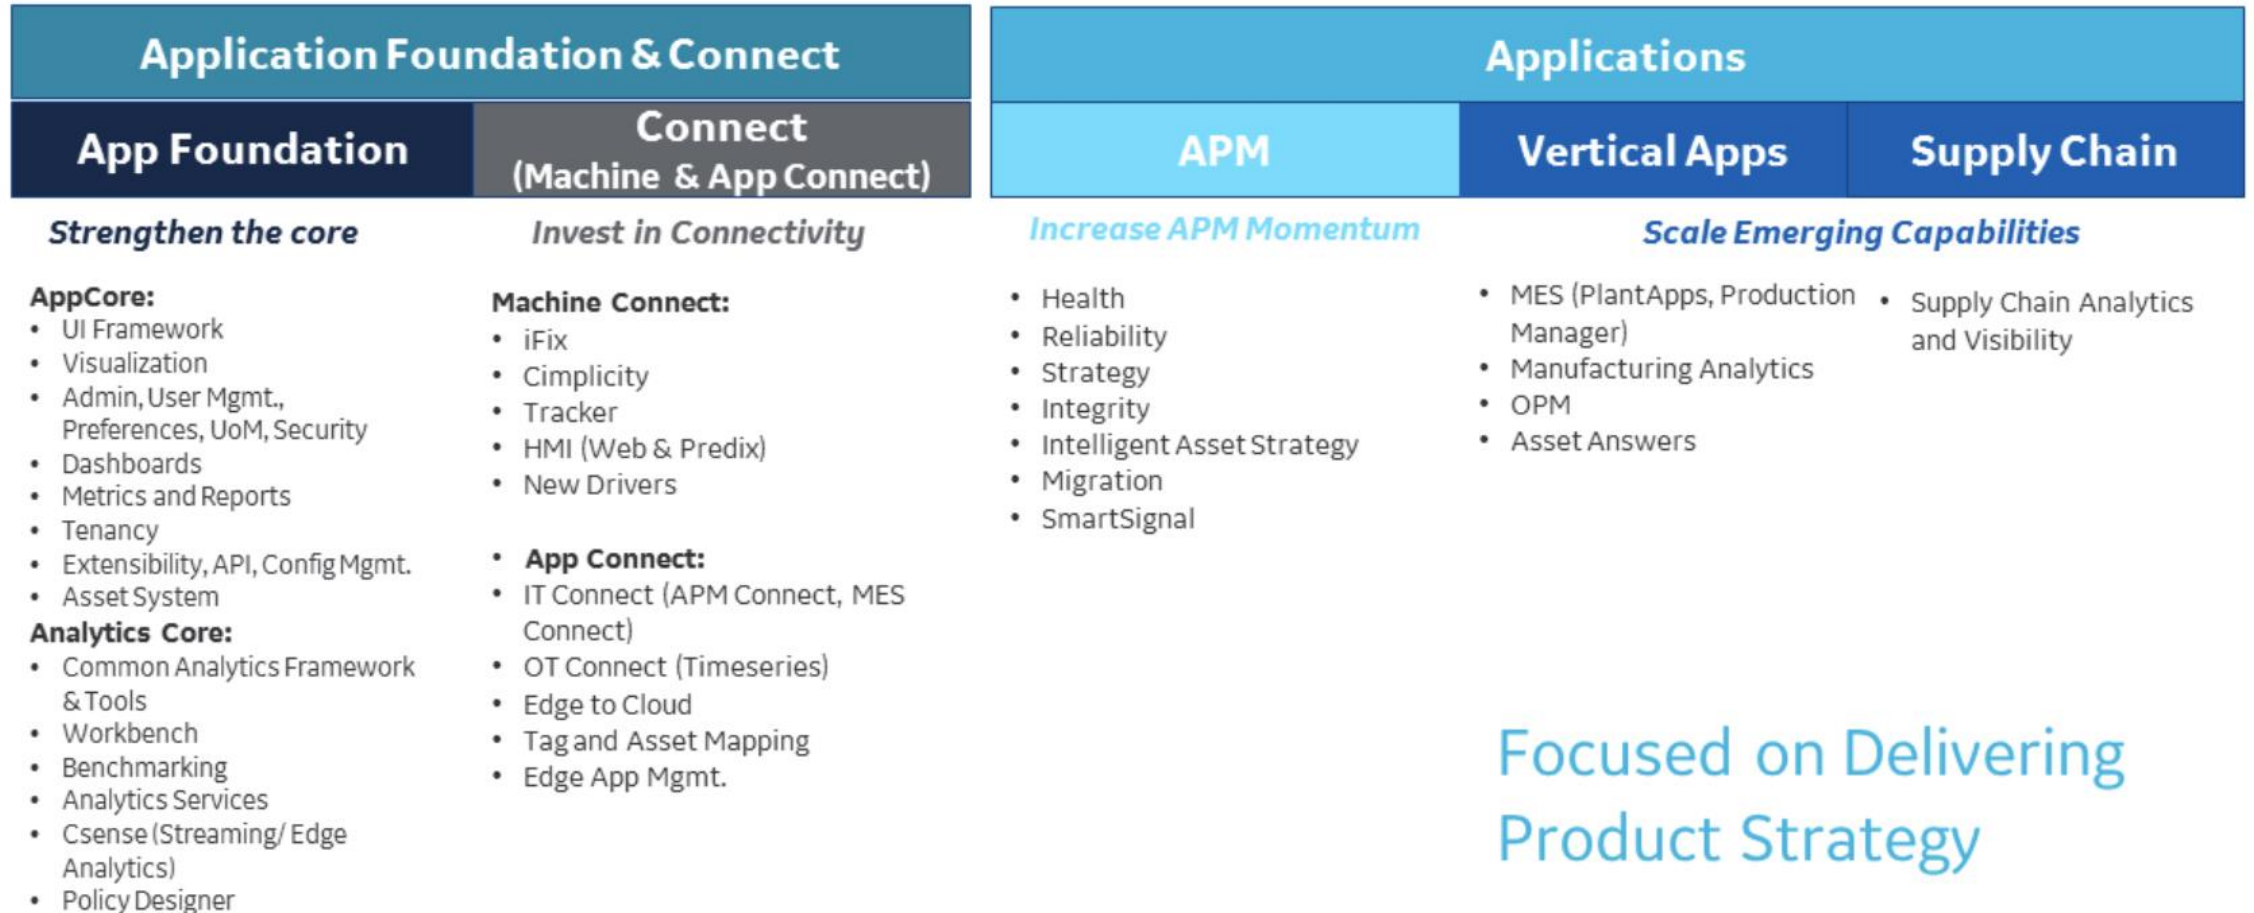 Application Foundation & Connect
App Foundation
Connect
(Machine & App Connect)
Strengthen the core
Invest in Connectivity
AppCore:
• UI Framework
• Visualization
• Admin, User Mgmt.,
Preferences, UoM, Security
• Dashboards
• Metrics and Reports
• Tenancy
• Extensibility, API, Config Mgmt.
• Asset System
Analytics Core:
• Common Analytics Framework
& Tools
• Workbench
• Benchmarking
• Analytics Services
• Csense (Streaming/ Edge
Analytics)
• Policy Designer
Machine Connect:
• iFix
• Cimplicity
• Tracker
• HMI (Web & Predix)
• New Drivers
• App Connect:
• IT Connect (APM Connect, MES
Connect)
• OT Connect (Timeseries)
• Edge to Cloud
• Tag and Asset Mapping
• Edge App Mgmt.
Applications
APM
Vertical Apps
Supply Chain
Increase APM Momentum
Scale Emerging Capabilities
• Health
• Reliability
• Strategy
• Integrity
• Intelligent Asset Strategy
• Migration
• SmartSignal
• MES (PlantApps, Production
Manager)
• Manufacturing Analytics
• OPM
• Asset Answers
• Supply Chain Analytics
and Visibility
Focused on Delivering
Product Strategy